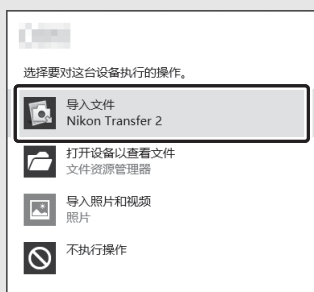 选择要对这台设备执行的操作。
导入文件
Nikon Transfer 2
打开设备以查看文件
文件资源管理器
导入照片和视频
照片
不执行操作